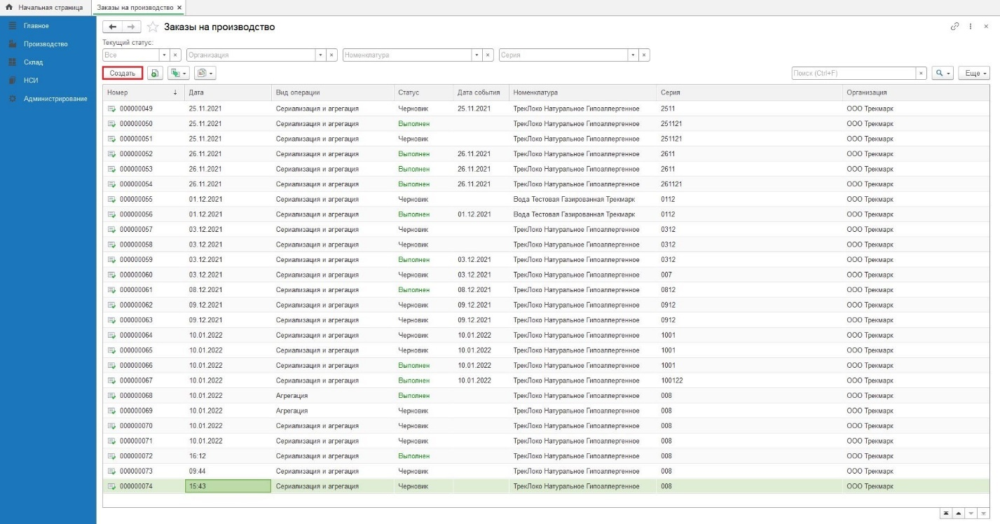 Начальная страница Заказы на производство ×
Главное
Производство
Склад
НСИ
Администрирование
Заказы на производство
Текущий статус:
Все Организация Номенклатура Серия
Создать Поиск (Ctrl+F) Еще
Номер Дата Вид операции Статус Дата события Номенклатура Серия Организация
000000049 25.11.2021 Сериализация и агрегация Черновик 25.11.2021 ТрекЛоко Натуральное Гипоаллергенное 2511 ООО Трекмарк
000000050 25.11.2021 Сериализация и агрегация Выполнен ТрекЛоко Натуральное Гипоаллергенное 251121 ООО Трекмарк
000000051 25.11.2021 Сериализация и агрегация Черновик ТрекЛоко Натуральное Гипоаллергенное 251121 ООО Трекмарк
000000052 26.11.2021 Сериализация и агрегация Выполнен 26.11.2021 ТрекЛоко Натуральное Гипоаллергенное 2611 ООО Трекмарк
000000053 26.11.2021 Сериализация и агрегация Выполнен 26.11.2021 ТрекЛоко Натуральное Гипоаллергенное 2611 ООО Трекмарк
000000054 26.11.2021 Сериализация и агрегация Выполнен 26.11.2021 ТрекЛоко Натуральное Гипоаллергенное 261121 ООО Трекмарк
000000055 01.12.2021 Сериализация и агрегация Черновик Вода Тестовая Газированная Трекмарк 0112 ООО Трекмарк
000000056 01.12.2021 Сериализация и агрегация Выполнен 01.12.2021 Вода Тестовая Газированная Трекмарк 0112 ООО Трекмарк
000000057 03.12.2021 Сериализация и агрегация Черновик ТрекЛоко Натуральное Гипоаллергенное 0312 ООО Трекмарк
000000058 03.12.2021 Сериализация и агрегация Черновик ТрекЛоко Натуральное Гипоаллергенное 0312 ООО Трекмарк
000000059 03.12.2021 Сериализация и агрегация Выполнен 03.12.2021 ТрекЛоко Натуральное Гипоаллергенное 0312 ООО Трекмарк
000000060 03.12.2021 Сериализация и агрегация Черновик 03.12.2021 ТрекЛоко Натуральное Гипоаллергенное 007 ООО Трекмарк
000000061 08.12.2021 Сериализация и агрегация Выполнен 08.12.2021 ТрекЛоко Натуральное Гипоаллергенное 0812 ООО Трекмарк
000000062 09.12.2021 Сериализация и агрегация Черновик 09.12.2021 ТрекЛоко Натуральное Гипоаллергенное 0912 ООО Трекмарк
000000063 09.12.2021 Сериализация и агрегация Черновик 09.12.2021 ТрекЛоко Натуральное Гипоаллергенное 0912 ООО Трекмарк
000000064 10.01.2022 Сериализация и агрегация Черновик 10.01.2022 ТрекЛоко Натуральное Гипоаллергенное 1001 ООО Трекмарк
000000065 10.01.2022 Сериализация и агрегация Черновик 10.01.2022 ТрекЛоко Натуральное Гипоаллергенное 1001 ООО Трекмарк
000000066 10.01.2022 Сериализация и агрегация Выполнен 10.01.2022 ТрекЛоко Натуральное Гипоаллергенное 1001 ООО Трекмарк
000000067 10.01.2022 Сериализация и агрегация Выполнен 10.01.2022 ТрекЛоко Натуральное Гипоаллергенное 100122 ООО Трекмарк
000000068 10.01.2022 Агрегация Выполнен ТрекЛоко Натуральное Гипоаллергенное 008 ООО Трекмарк
000000069 10.01.2022 Агрегация Черновик ТрекЛоко Натуральное Гипоаллергенное 008 ООО Трекмарк
000000070 10.01.2022 Сериализация и агрегация Черновик ТрекЛоко Натуральное Гипоаллергенное 008 ООО Трекмарк
000000071 10.01.2022 Сериализация и агрегация Черновик ТрекЛоко Натуральное Гипоаллергенное 008 ООО Трекмарк
000000072 16:12 Сериализация и агрегация Выполнен ТрекЛоко Натуральное Гипоаллергенное 008 ООО Трекмарк
000000073 09:44 Сериализация и агрегация Черновик ТрекЛоко Натуральное Гипоаллергенное 008 ООО Трекмарк
000000074 15:43 Сериализация и агрегация Черновик ТрекЛоко Натуральное Гипоаллергенное 008 ООО Трекмарк